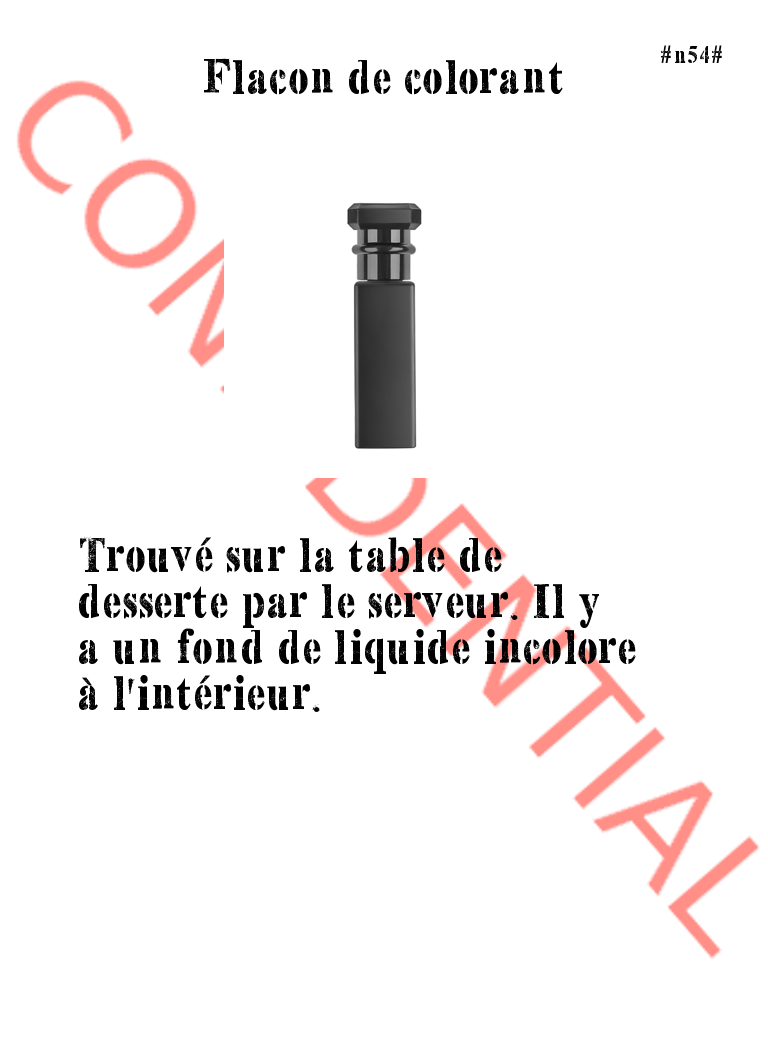 #n54#
Flacon de colorant
CONFIDENTIAL
Trouvé sur la table de
desserte par le serveur. Il y
a un fond de liquide incolore
à l'intérieur.